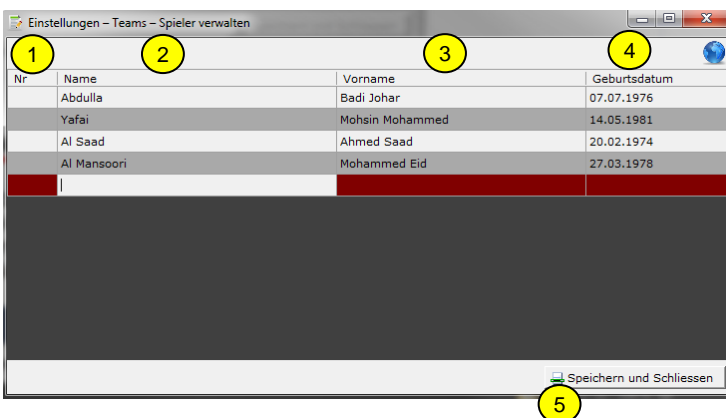 Einstellungen – Teams – Spieler verwalten
1 2 3 4
Nr Name Vorname Geburtsdatum
Abdulla Badi Johar 07.07.1976
Yafai Mohsin Mohammed 14.05.1981
Al Saad Ahmed Saad 20.02.1974
Al Mansoori Mohammed Eid 27.03.1978
Speichern und Schliessen
5